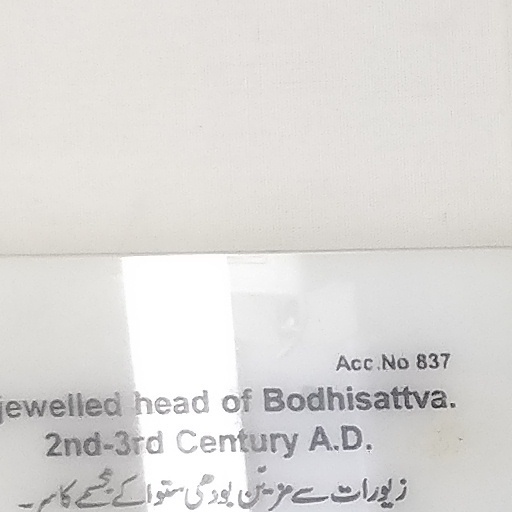 Acc.No 837
jewelled head of Bodhisattva.
2nd-3rd Century A.D.
زیورات سے مزین بودھی ستوا کے مجسمے کا سر۔